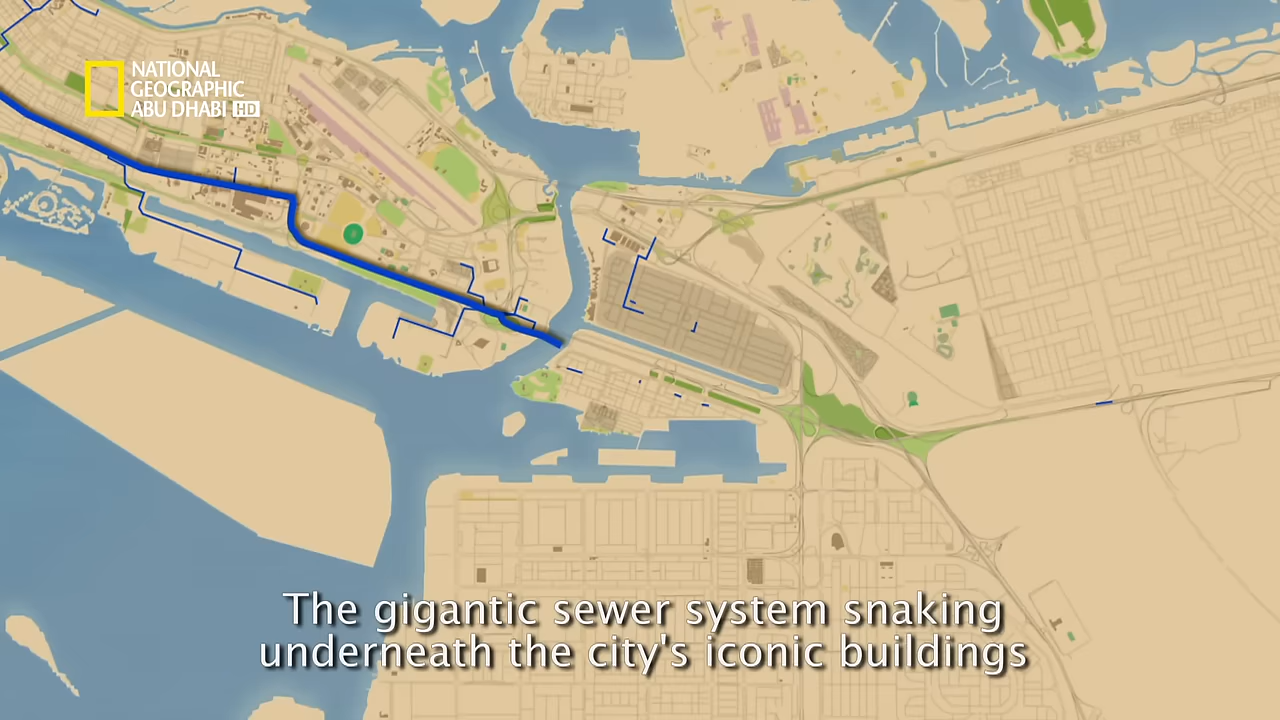 NATIONAL
GEOGRAPHIC
ABU DHABI HD
The gigantic sewer system snaking
underneath the city's iconic buildings